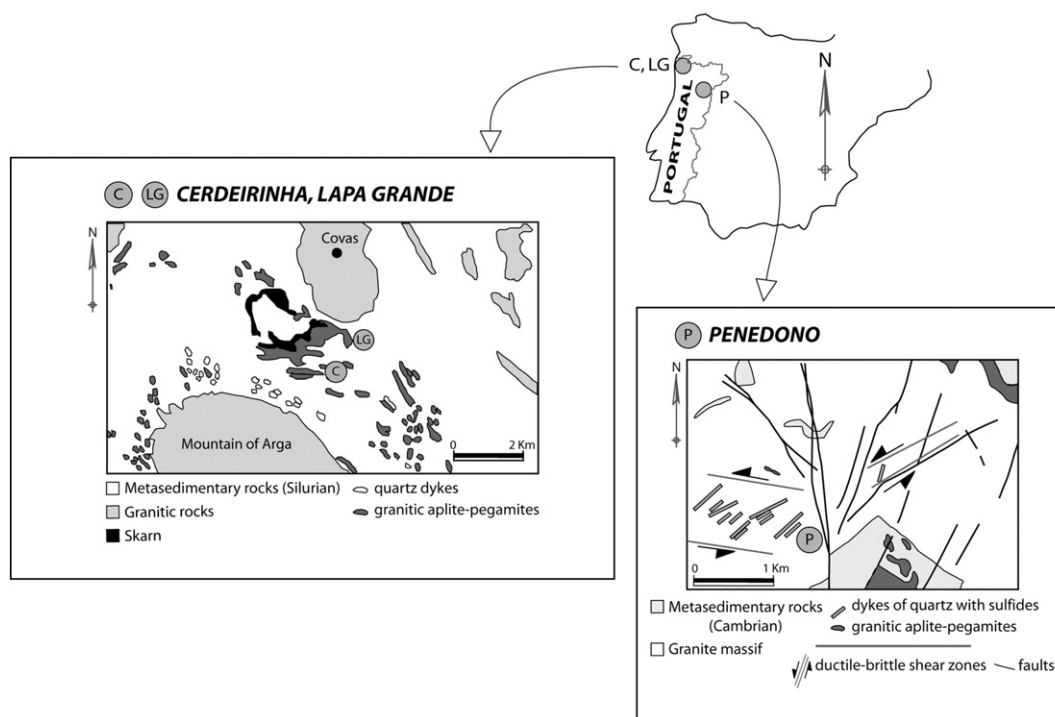 C, LG
P
N
PORTUGAL
C LG CERDEIRINHA, LAPA GRANDE
N
Covas
LG
C
Mountain of Arga
0 2 Km
Metasedimentary rocks (Silurian)
quartz dykes
Granitic rocks
granitic aplite-pegamites
Skarn
P PENEDONO
N
P
0 1 Km
Metasedimentary rocks
(Cambrian)
dykes of quartz with sulfides
granitic aplite-pegamites
Granite massif
ductile-brittle shear zones
faults